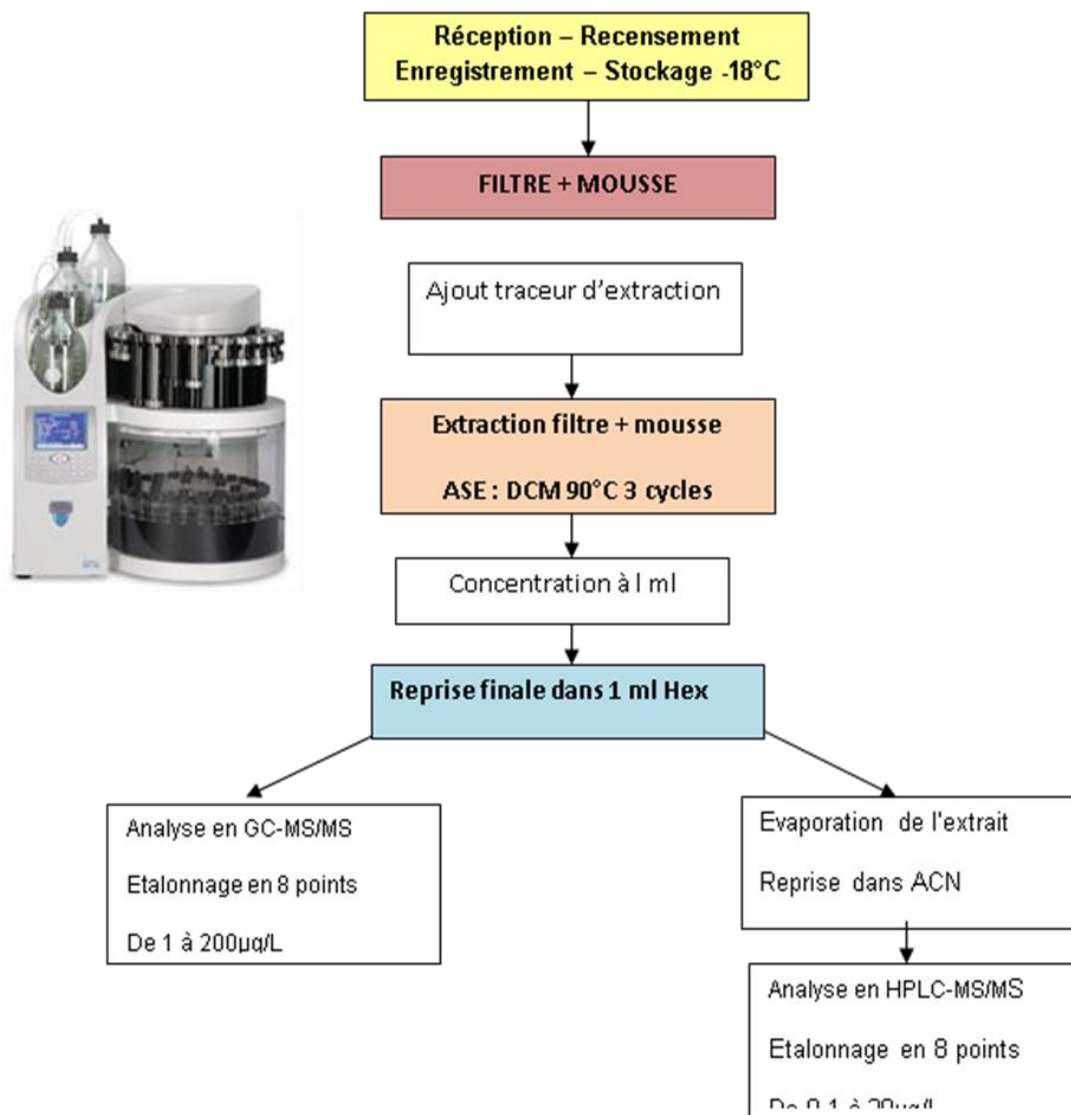 Réception – Recensement
Enregistrement – Stockage -18°C
FILTRE + MOUSSE
Ajout traceur d'extraction
Extraction filtre + mousse
ASE : DCM 90°C 3 cycles
Concentration à l ml
Reprise finale dans 1 ml Hex
Analyse en GC-MS/MS
Etalonnage en 8 points
De 1 à 200µg/L
Evaporation de l'extrait
Reprise dans ACN
Analyse en HPLC-MS/MS
Etalonnage en 8 points